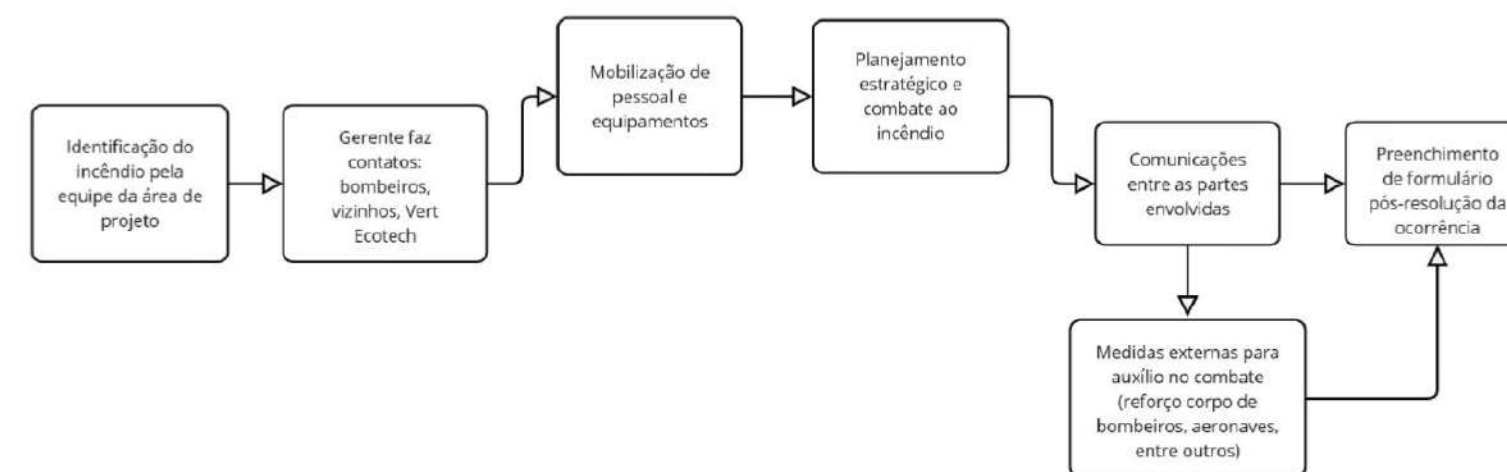 Identificação do
incêndio pela
equipe da área de
projeto
Gerente faz
contatos:
bombeiros,
vizinhos, Vert
Ecotech
Mobilização de
pessoal e
equipamentos
Planejamento
estratégico e
combate ao
incêndio
Comunicações
entre as partes
envolvidas
Preenchimento
de formulário
pós-resolução da
ocorrência
Medidas externas para
auxílio no combate
(reforço corpo de
bombeiros, aeronaves,
entre outros)